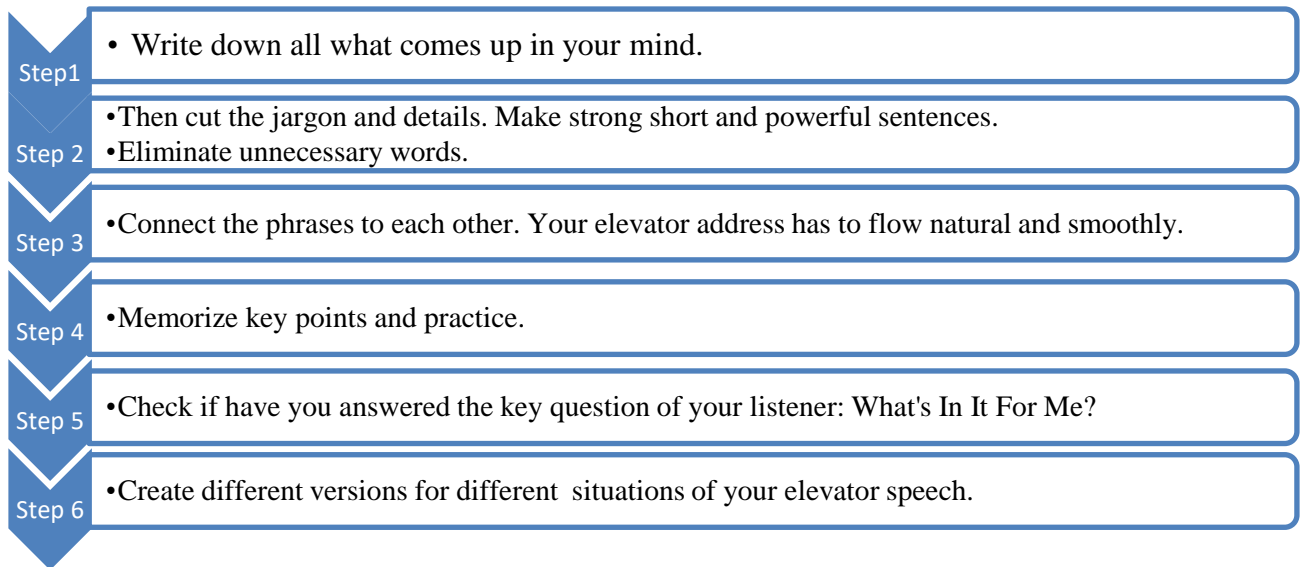 Step1
• Write down all what comes up in your mind.
Step 2
•Then cut the jargon and details. Make strong short and powerful sentences.
•Eliminate unnecessary words.
Step 3
•Connect the phrases to each other. Your elevator address has to flow natural and smoothly.
Step 4
•Memorize key points and practice.
Step 5
•Check if have you answered the key question of your listener: What's In It For Me?
Step 6
•Create different versions for different situations of your elevator speech.